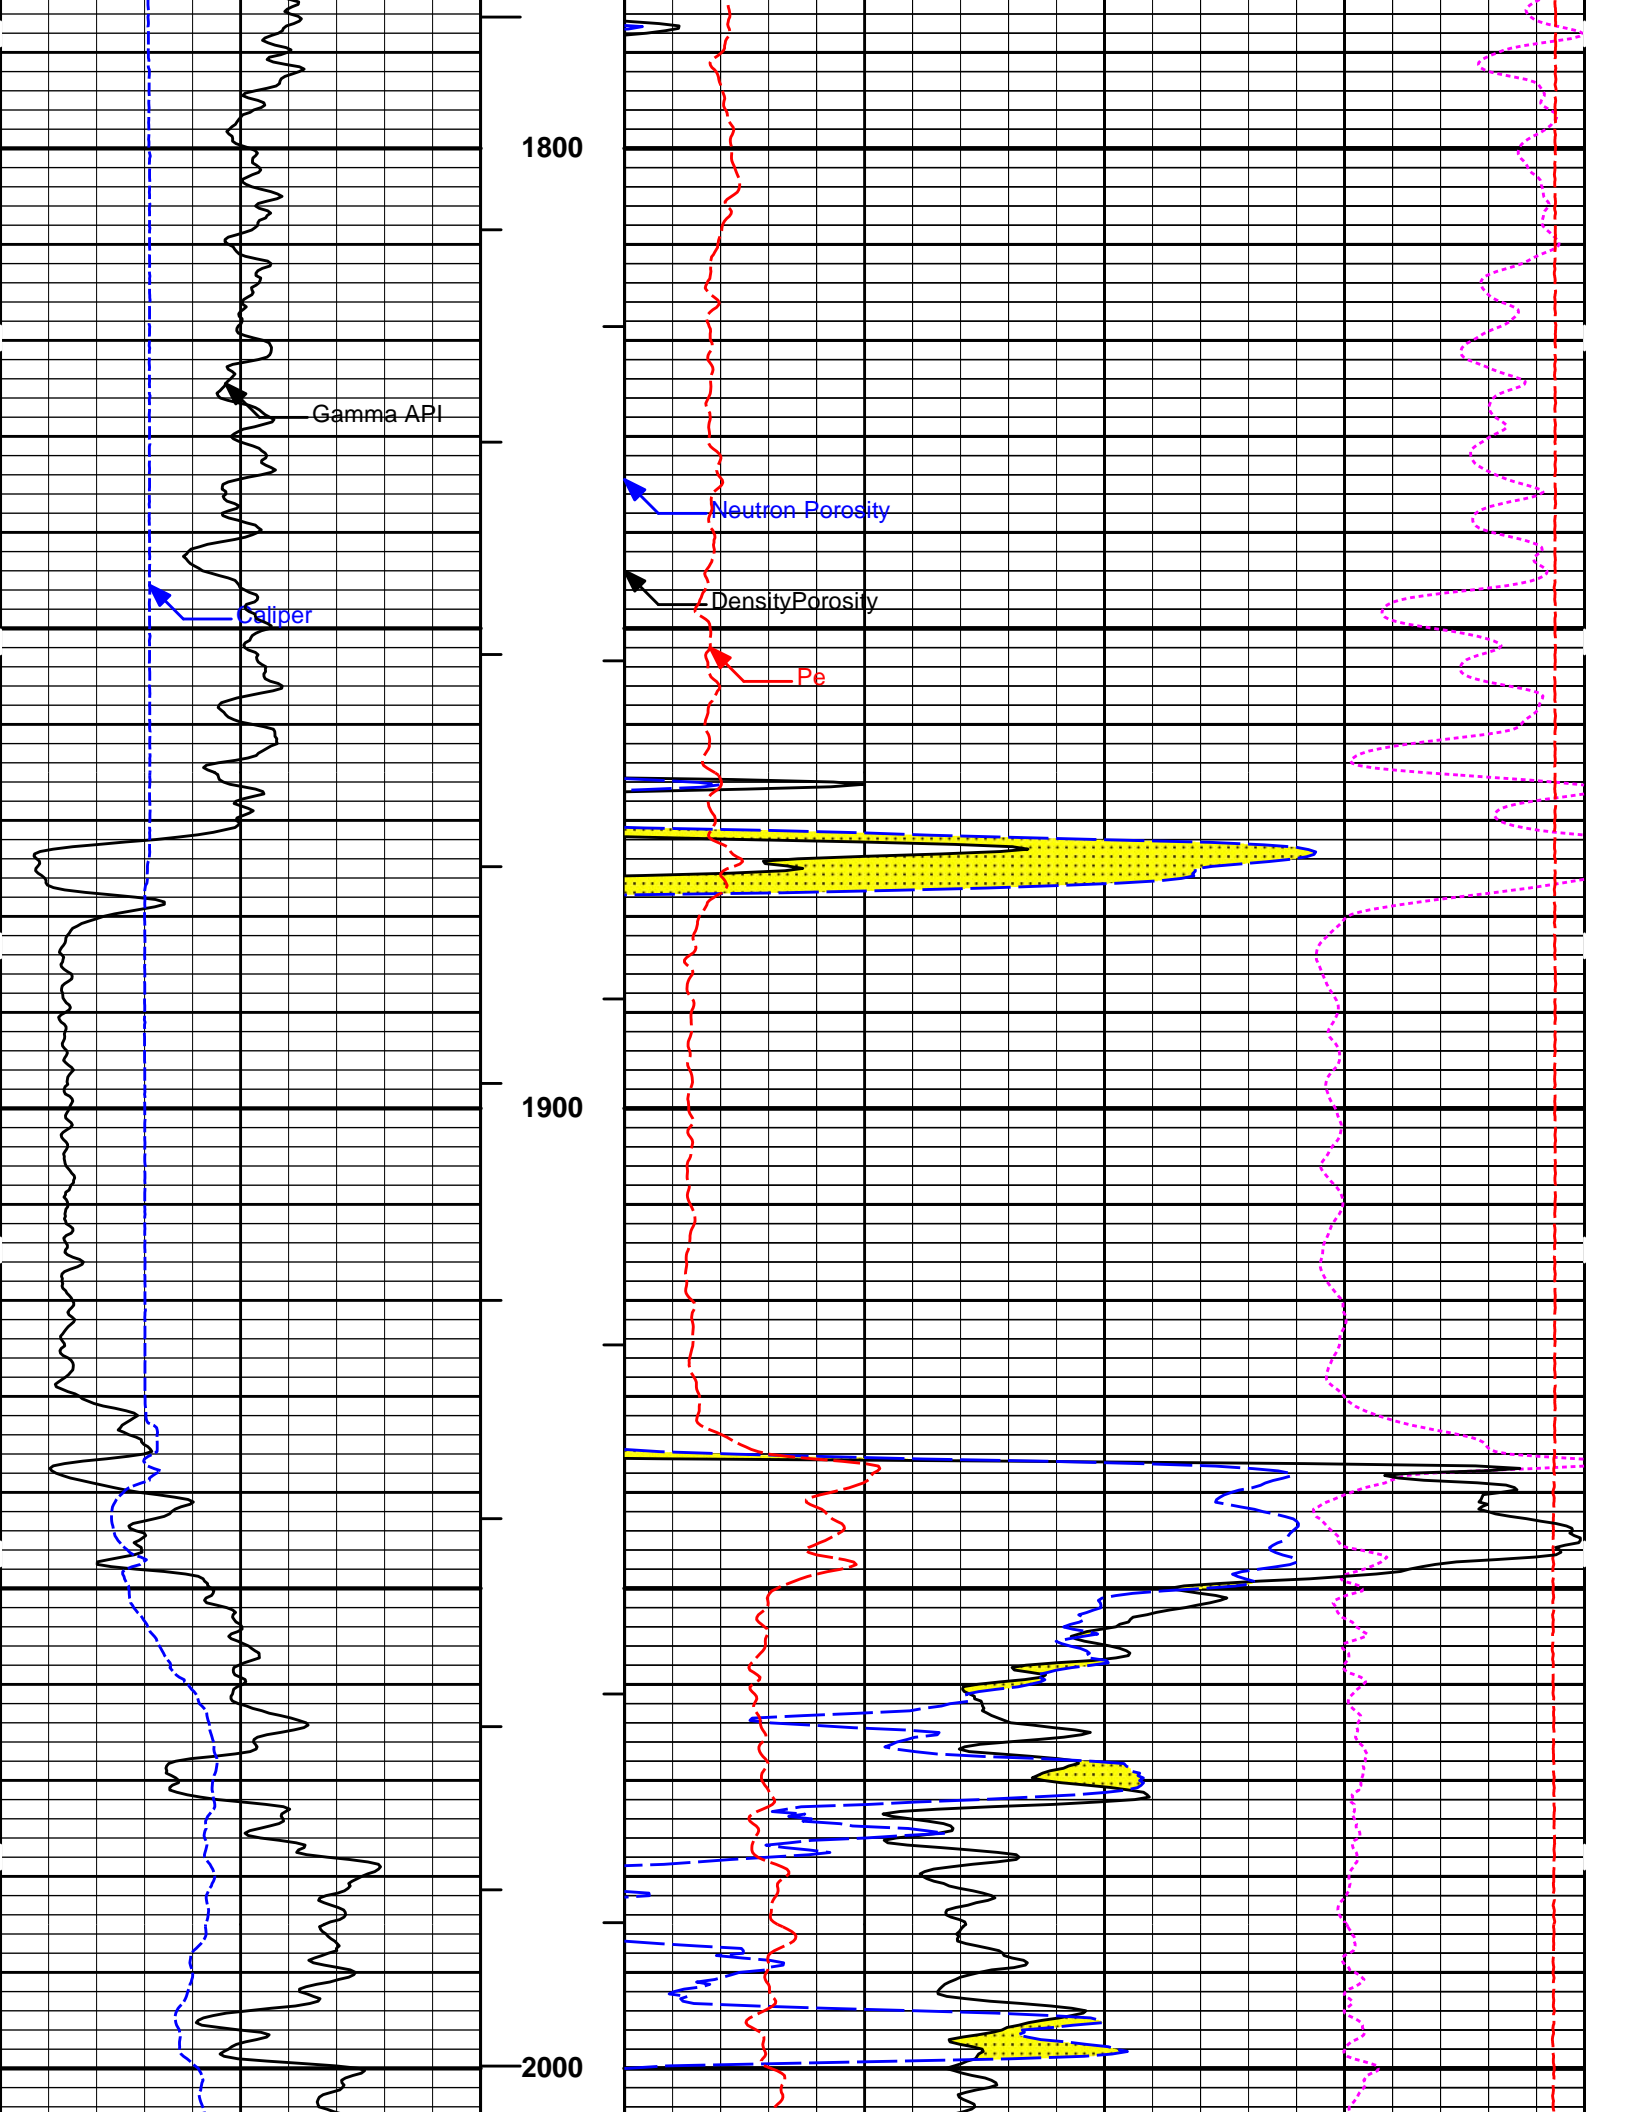 1800
Gamma API
Neutron Porosity
DensityPorosity
Caliper
Pe
1900
2000